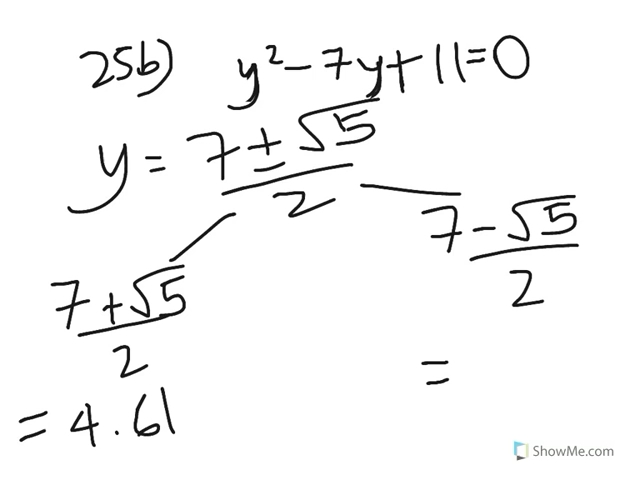 25b) y² - 7y + 11 = 0
y = (7 ± √5) / 2
(7 + √5) / 2
= 4.61
(7 - √5) / 2
=
ShowMe.com